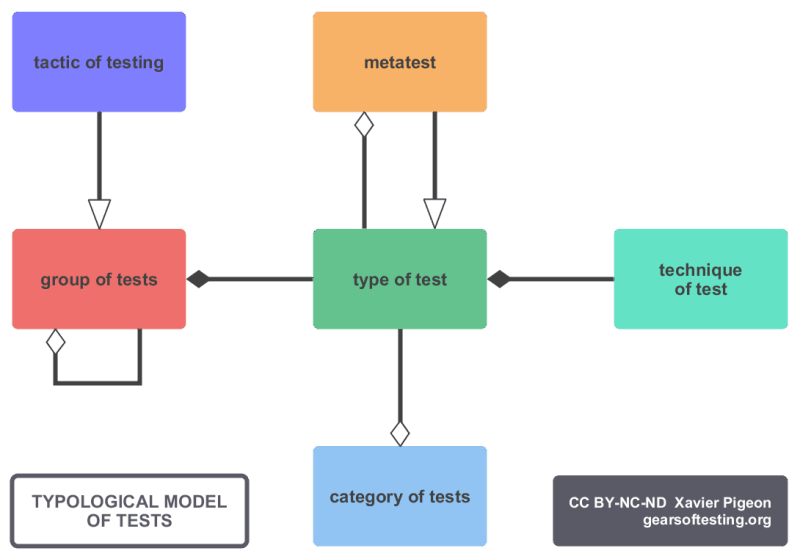 tactic of testing
metatest
group of tests
type of test
technique
of test
category of tests
TYPOLOGICAL MODEL
OF TESTS
CC BY-NC-ND  Xavier Pigeon
gearsoftesting.org